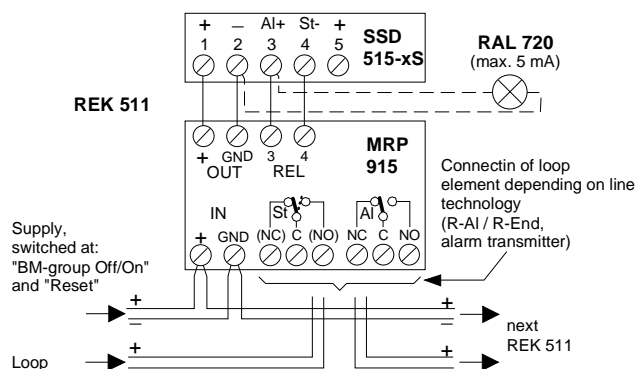 + – Al+ St- +
SSD
515-xS
1 2 3 4 5
RAL 720
(max. 5 mA)
REK 511
+ GND 3 4
OUT REL
MRP
915
Connectin of loop
element depending on line
technology
(R-Al / R-End,
alarm transmitter)
St Al
IN
+ GND (NC) C (NO) NC C NO
Supply,
switched at:
"BM-group Off/On"
and "Reset"
+ +
– –
next
REK 511
+ +
Loop